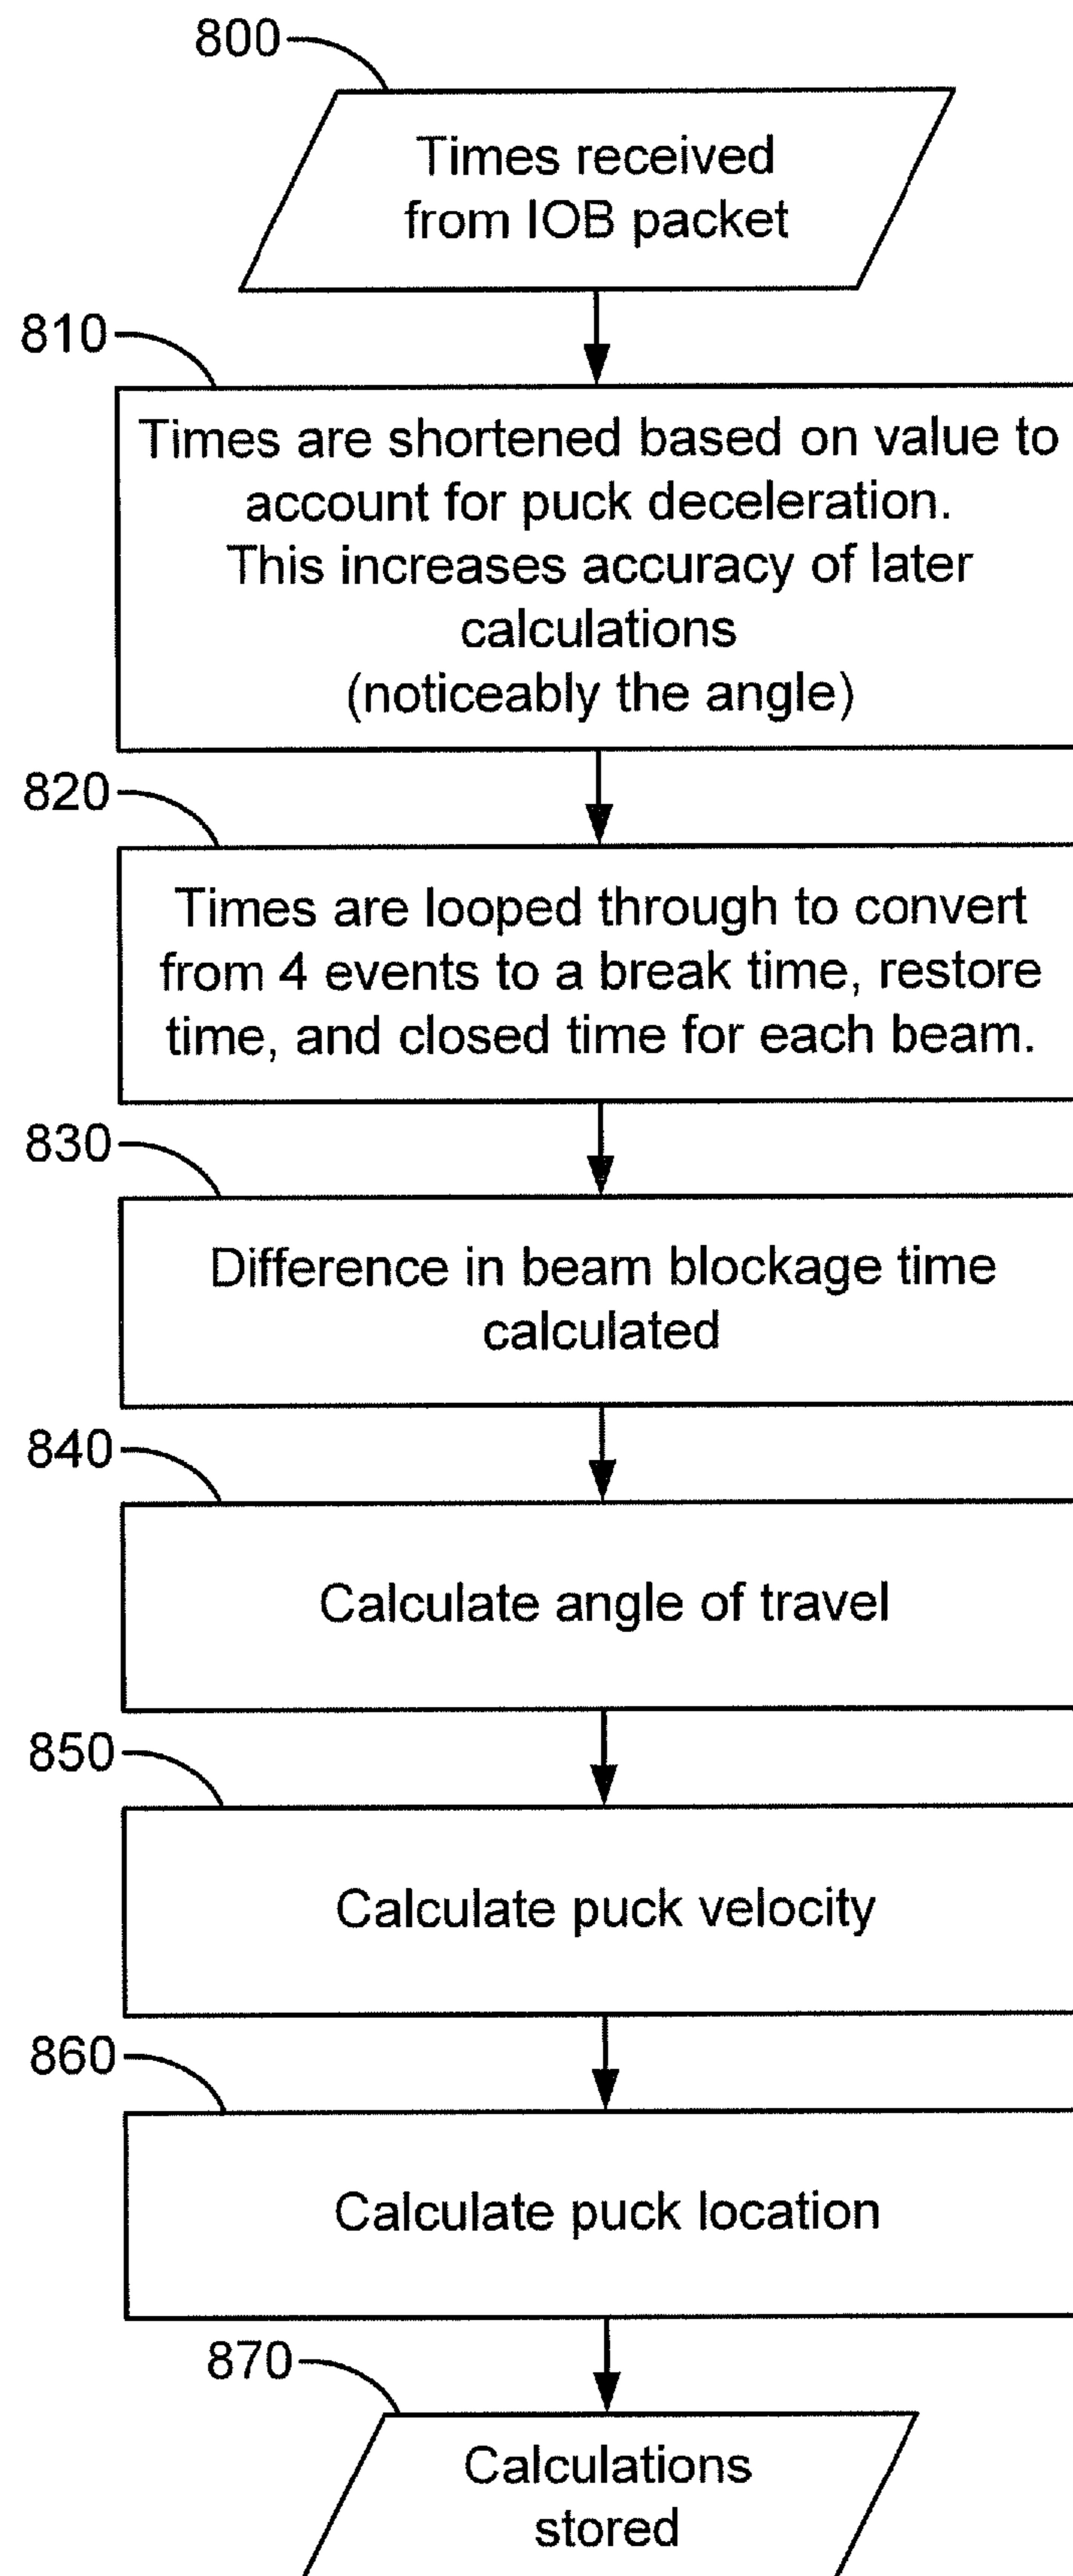 800
Times received
from IOB packet
810
Times are shortened based on value to
account for puck deceleration.
This increases accuracy of later
calculations
(noticeably the angle)
820
Times are looped through to convert
from 4 events to a break time, restore
time, and closed time for each beam.
830
Difference in beam blockage time
calculated
840
Calculate angle of travel
850
Calculate puck velocity
860
Calculate puck location
870
Calculations
stored